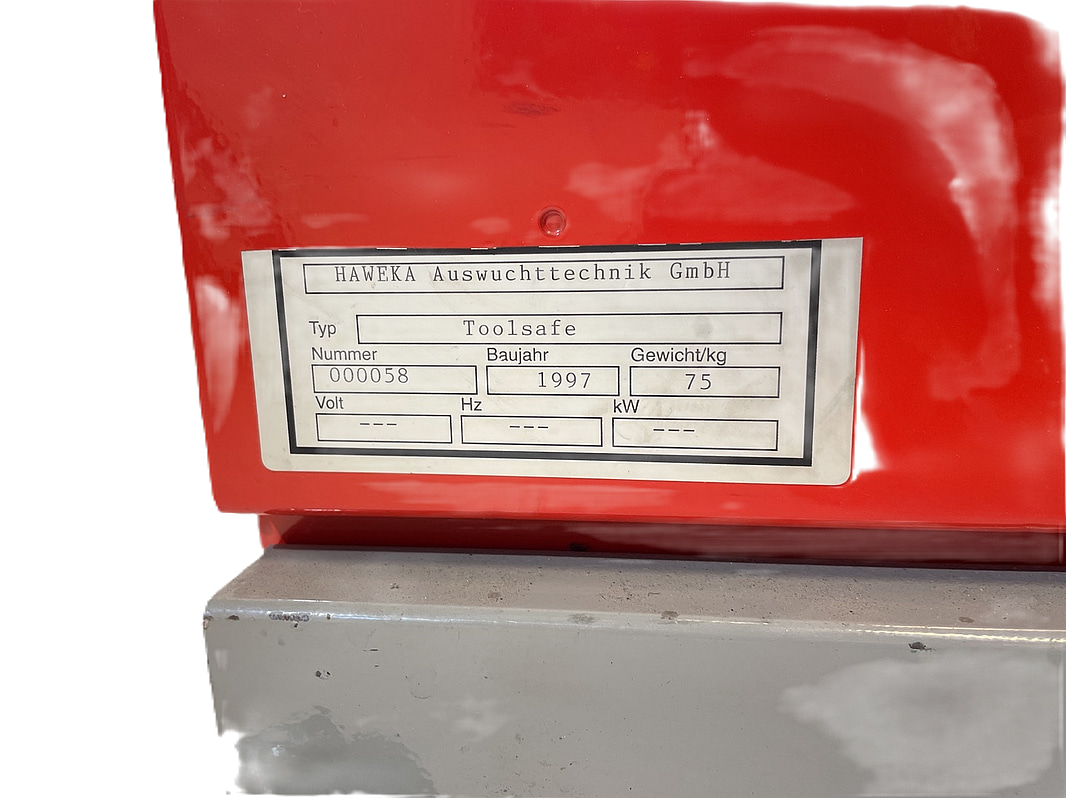 HAWEKA Auswuchttechnik GmbH
Typ Toolsafe
Nummer Baujahr Gewicht/kg
000058 1997 75
Volt Hz kW
--- --- ---